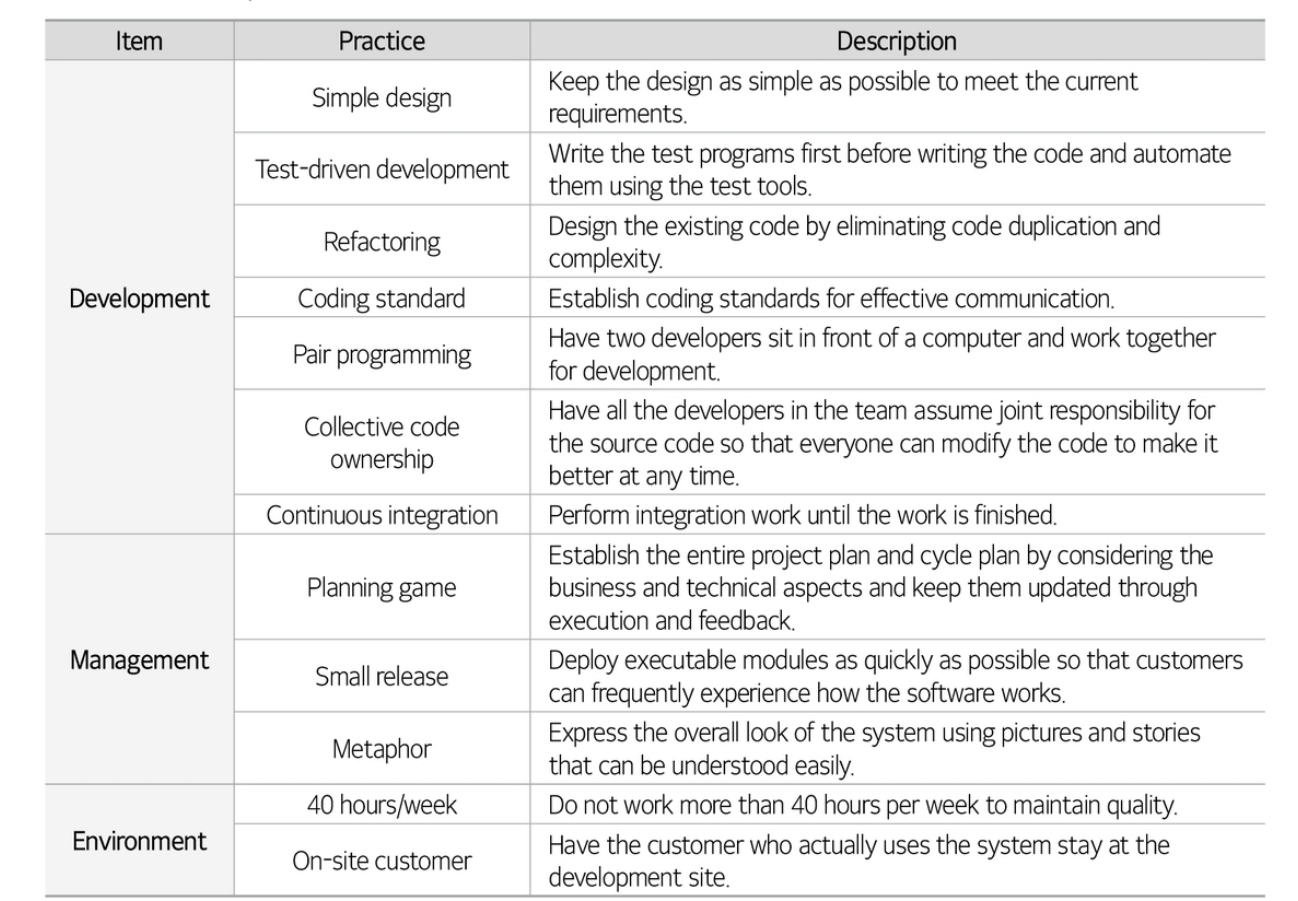 Item Practice Description
Development
Simple design
Keep the design as simple as possible to meet the current
requirements.
Test-driven development
Write the test programs first before writing the code and automate
them using the test tools.
Refactoring
Design the existing code by eliminating code duplication and
complexity.
Coding standard
Establish coding standards for effective communication.
Pair programming
Have two developers sit in front of a computer and work together
for development.
Collective code
ownership
Have all the developers in the team assume joint responsibility for
the source code so that everyone can modify the code to make it
better at any time.
Continuous integration
Perform integration work until the work is finished.
Management
Planning game
Establish the entire project plan and cycle plan by considering the
business and technical aspects and keep them updated through
execution and feedback.
Small release
Deploy executable modules as quickly as possible so that customers
can frequently experience how the software works.
Metaphor
Express the overall look of the system using pictures and stories
that can be understood easily.
Environment
40 hours/week
Do not work more than 40 hours per week to maintain quality.
On-site customer
Have the customer who actually uses the system stay at the
development site.